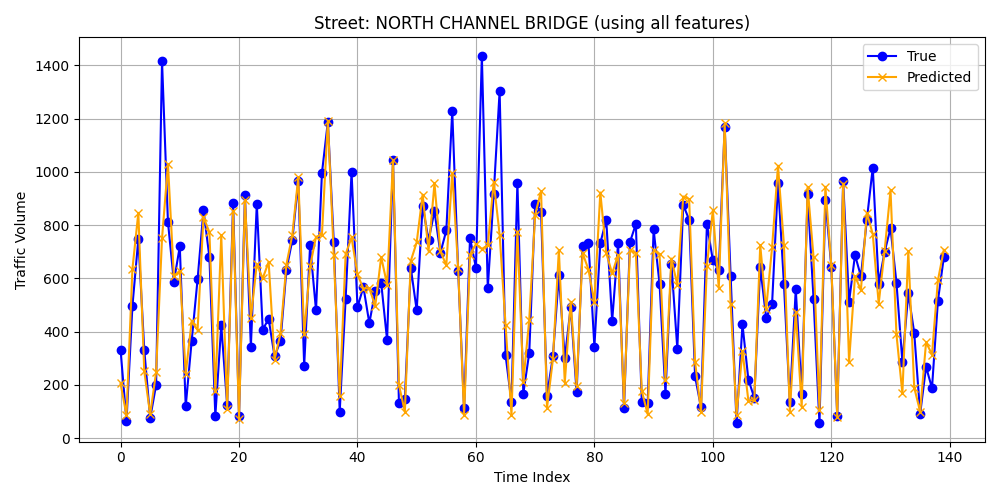 Street: NORTH CHANNEL BRIDGE (using all features)
True
Predicted
Traffic Volume
1400
1200
1000
800
600
400
200
0
0 20 40 60 80 100 120 140
Time Index